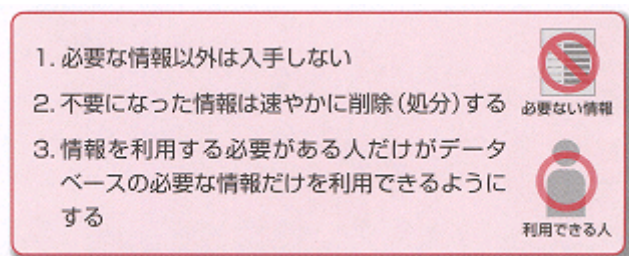 1. 必要な情報以外は入手しない
2. 不要になった情報は速やかに削除（処分）する
必要ない情報
3. 情報を利用する必要がある人だけがデータ
ベースの必要な情報だけを利用できるように
する
利用できる人